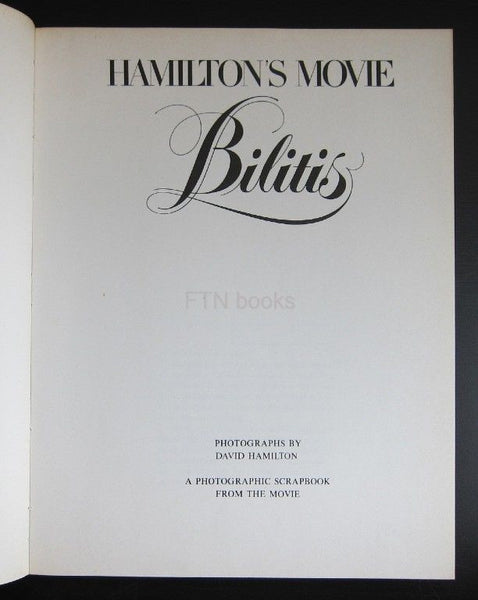 HAMILTON'S MOVIE
Bilitis
FTN books
PHOTOGRAPHS BY
DAVID HAMILTON
A PHOTOGRAPHIC SCRAPBOOK
FROM THE MOVIE